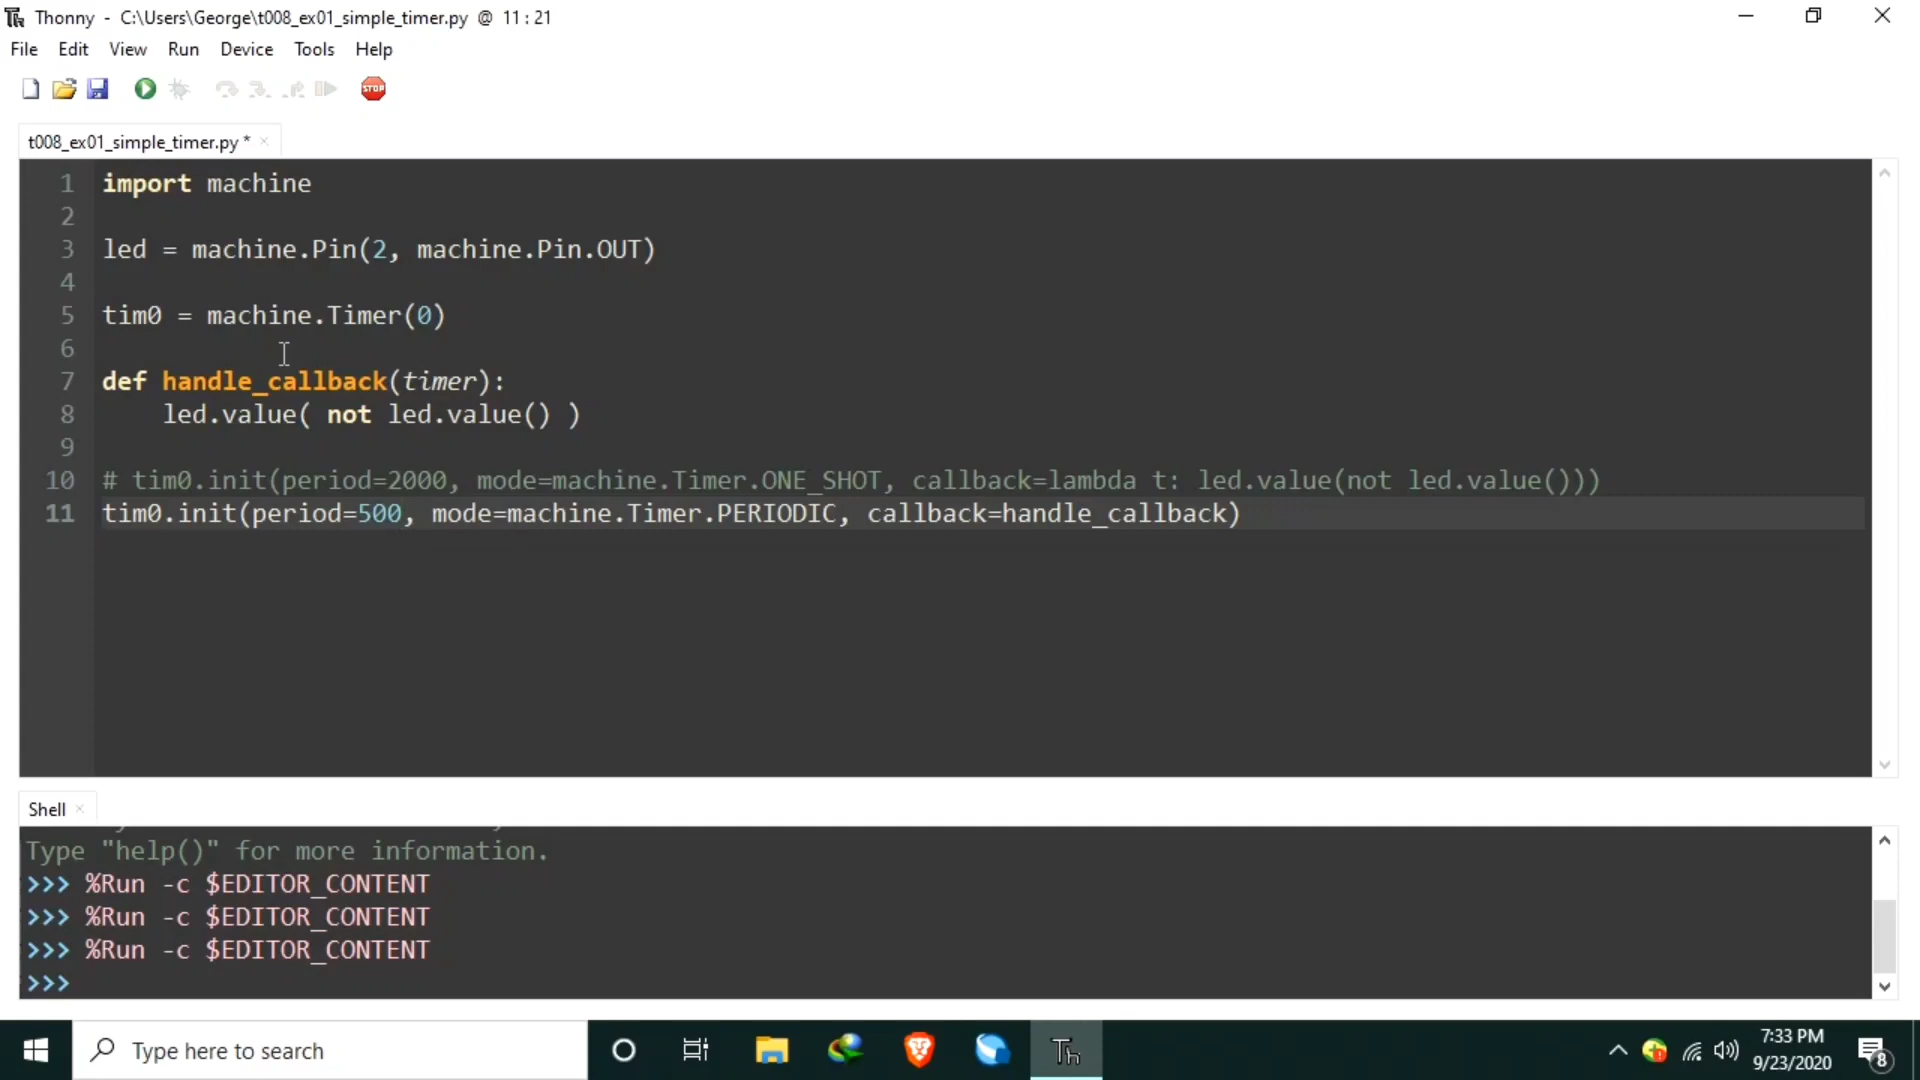 Thonny - C:\Users\George\t008_ex01_simple_timer.py @ 11 : 21
File Edit View Run Device Tools Help
STOP
t008_ex01_simple_timer.py * ×
1 import machine
2
3 led = machine.Pin(2, machine.Pin.OUT)
4
5 tim0 = machine.Timer(0)
6
7 def handle_callback(timer):
8     led.value( not led.value() )
9
10 # tim0.init(period=2000, mode=machine.Timer.ONE_SHOT, callback=lambda t: led.value(not led.value()))
11 tim0.init(period=500, mode=machine.Timer.PERIODIC, callback=handle_callback)
Shell ×
Type "help()" for more information.
>>> %Run -c $EDITOR_CONTENT
>>> %Run -c $EDITOR_CONTENT
>>> %Run -c $EDITOR_CONTENT
>>>
Type here to search
Th
7:33 PM
9/23/2020
8